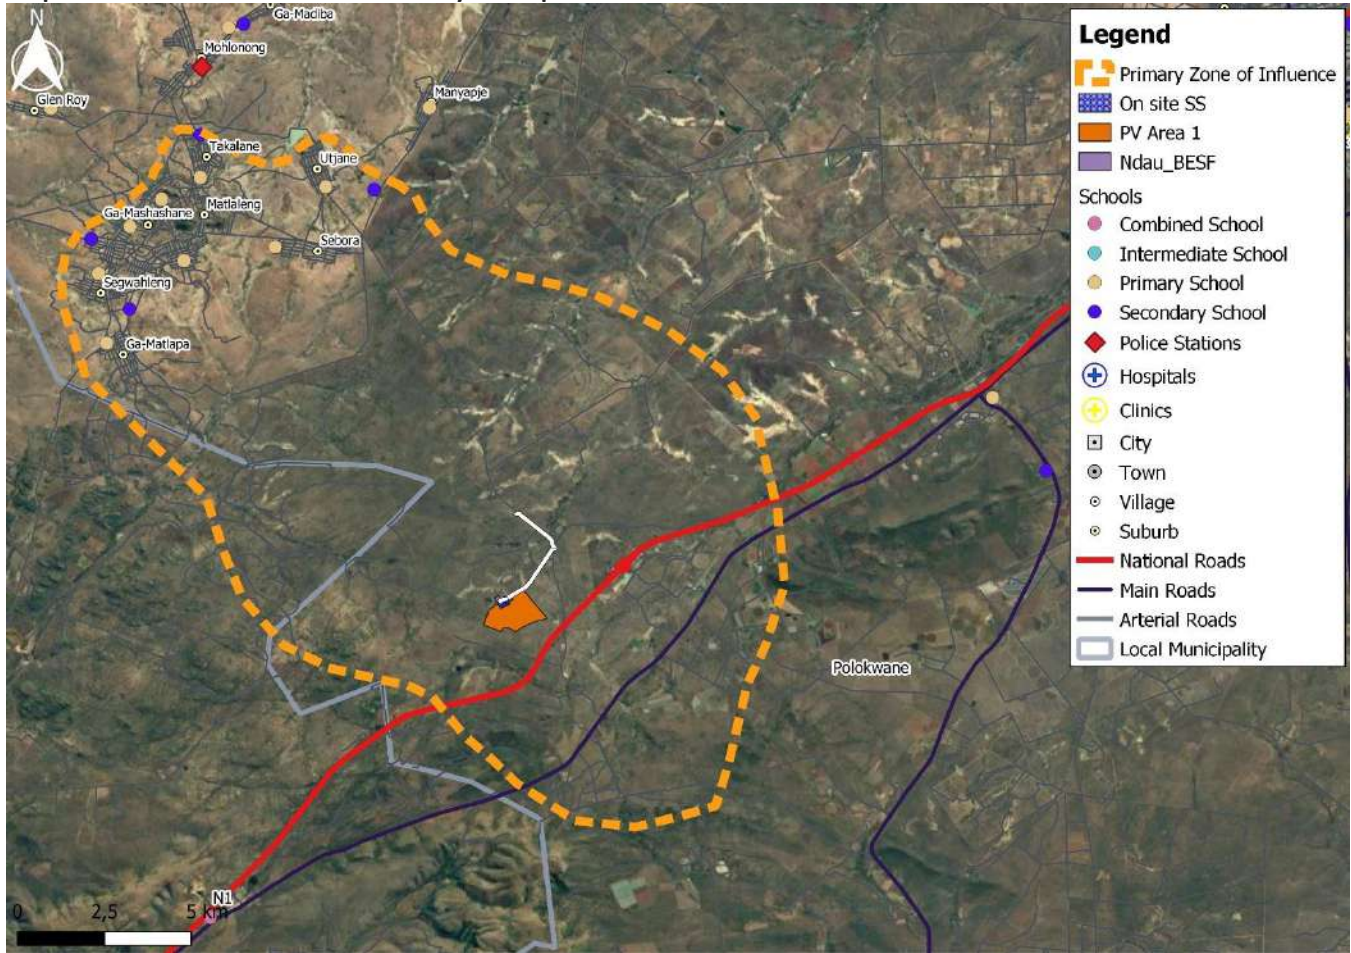 N
Ga-Madiba
Mohlonong
Glen Roy
Manyapje
Takalane
Utjane
Ga-Mashashane
Matlaleng
Sebora
Segwahleng
Ga-Matlapa
Polokwane
N1
0 2,5 5 km
Legend
Primary Zone of Influence
On site SS
PV Area 1
Ndau_BESF
Schools
Combined School
Intermediate School
Primary School
Secondary School
Police Stations
Hospitals
Clinics
City
Town
Village
Suburb
National Roads
Main Roads
Arterial Roads
Local Municipality